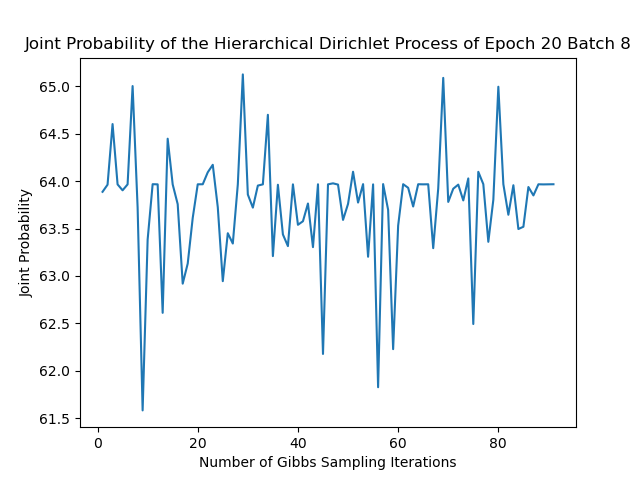 Joint Probability of the Hierarchical Dirichlet Process of Epoch 20 Batch 8
Joint Probability
65.0
64.5
64.0
63.5
63.0
62.5
62.0
61.5
0 20 40 60 80
Number of Gibbs Sampling Iterations